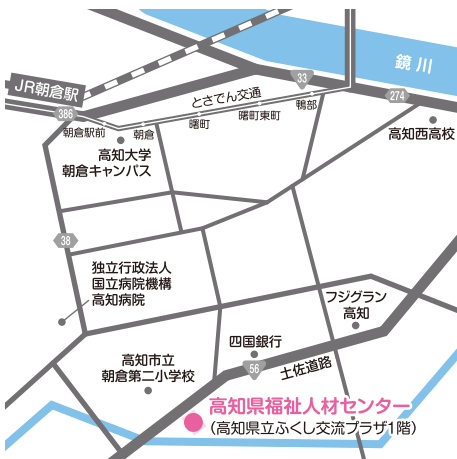 鏡川
JR朝倉駅
33
とさでん交通
274
386
鴨部
曙町東町
曙町
朝倉
朝倉駅前
高知西高校
高知大学
朝倉キャンパス
38
独立行政法人
国立病院機構
高知病院
フジグラン
高知
四国銀行
高知市立
朝倉第二小学校
56
土佐道路
高知県福祉人材センター
(高知県立ふくし交流プラザ1階)